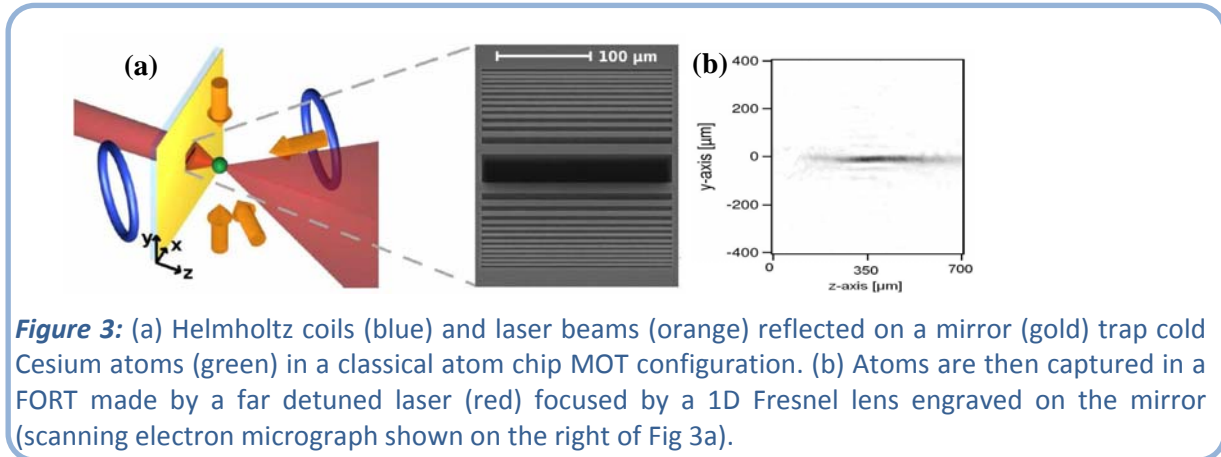 (a)
100 µm
(b)
400
200
0
-200
-400
y-axis [µm]
0
350
700
z-axis [µm]
y
x
z
Figure 3: (a) Helmholtz coils (blue) and laser beams (orange) reflected on a mirror (gold) trap cold
Cesium atoms (green) in a classical atom chip MOT configuration. (b) Atoms are then captured in a
FORT made by a far detuned laser (red) focused by a 1D Fresnel lens engraved on the mirror
(scanning electron micrograph shown on the right of Fig 3a).